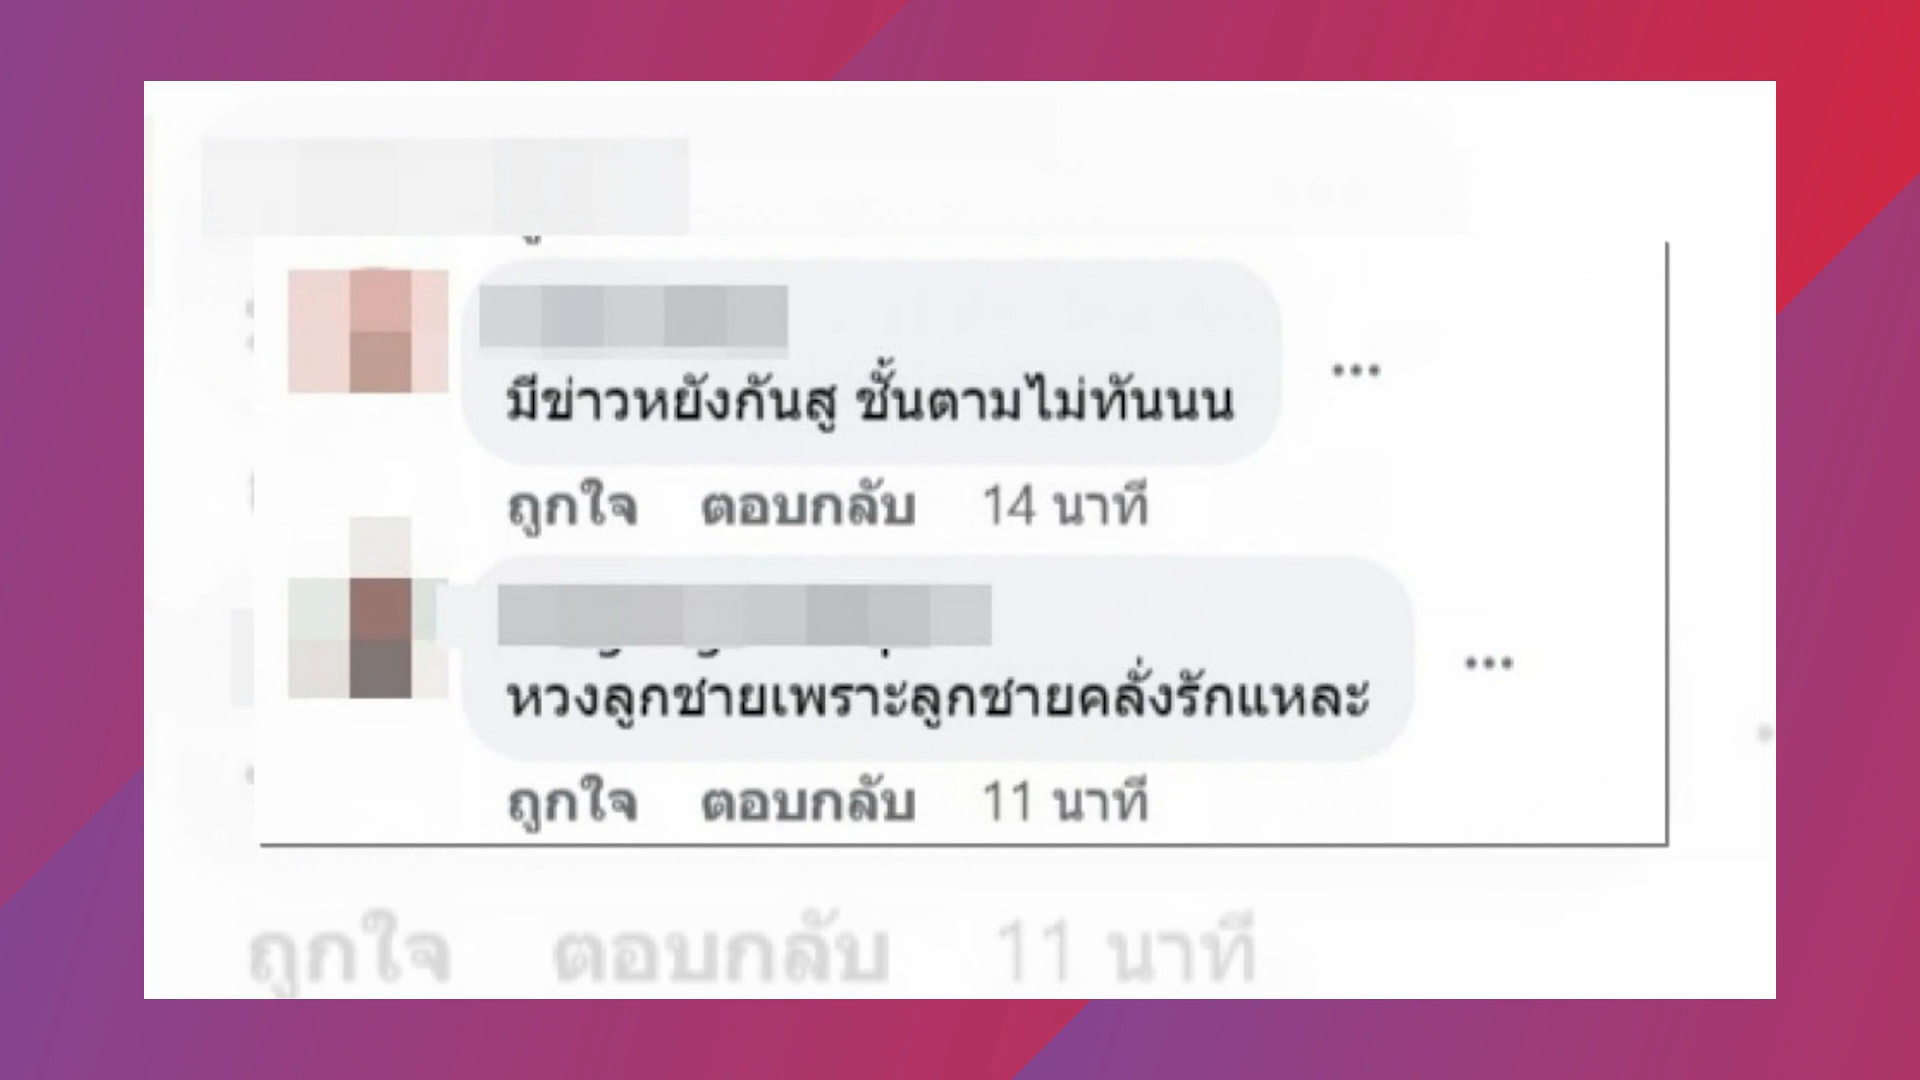 มีข่าวหยังกันสู ชั้นตามไม่ทันนน
ถูกใจ ตอบกลับ 14 นาที
หวงลูกชายเพราะลูกชายคลั่งรักแหละ
ถูกใจ ตอบกลับ 11 นาที
ถูกใจ ตอบกลับ 11 นาที